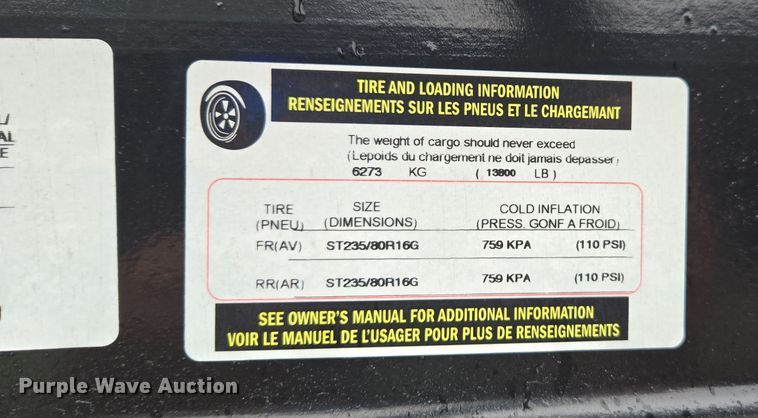 AL
E
TIRE AND LOADING INFORMATION
RENSEIGNEMENTS SUR LES PNEUS ET LE CHARGEMANT
The weight of cargo should never exceed
(Lepoids du chargement ne doit jamais depasser)
6273 KG ( 13800 LB )
TIRE SIZE COLD INFLATION
(PNEU) (DIMENSIONS) (PRESS. GONF A FROID)
FR(AV) ST235/80R16G 759 KPA (110 PSI)
RR(AR) ST235/80R16G 759 KPA (110 PSI)
SEE OWNER'S MANUAL FOR ADDITIONAL INFORMATION
VOIR LE MANUEL DE L'USAGER POUR PLUS DE RENSEIGNEMENTS
Purple Wave Auction